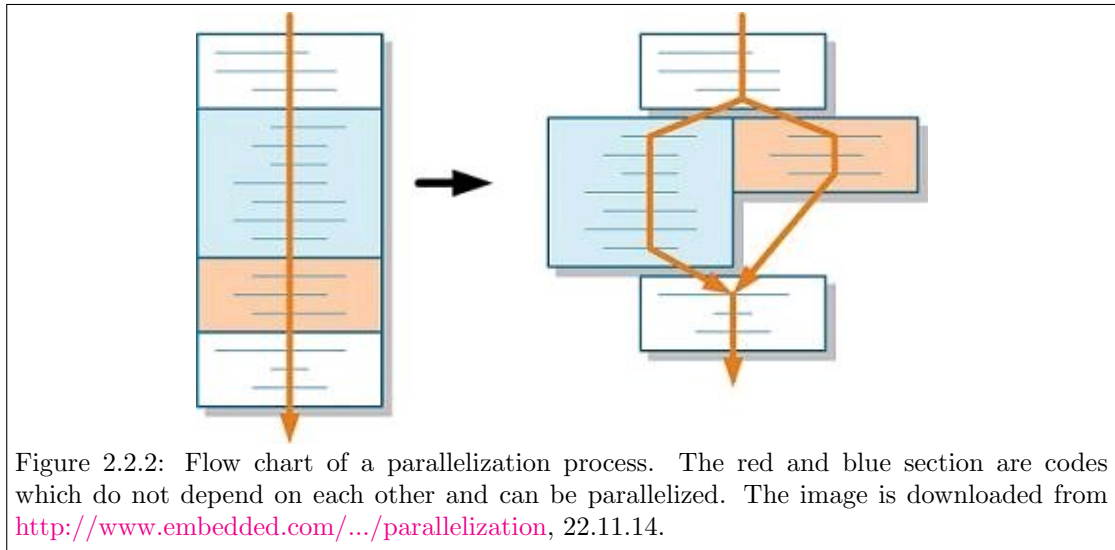 Figure 2.2.2: Flow chart of a parallelization process. The red and blue section are codes
which do not depend on each other and can be parallelized. The image is downloaded from
http://www.embedded.com/.../parallelization, 22.11.14.